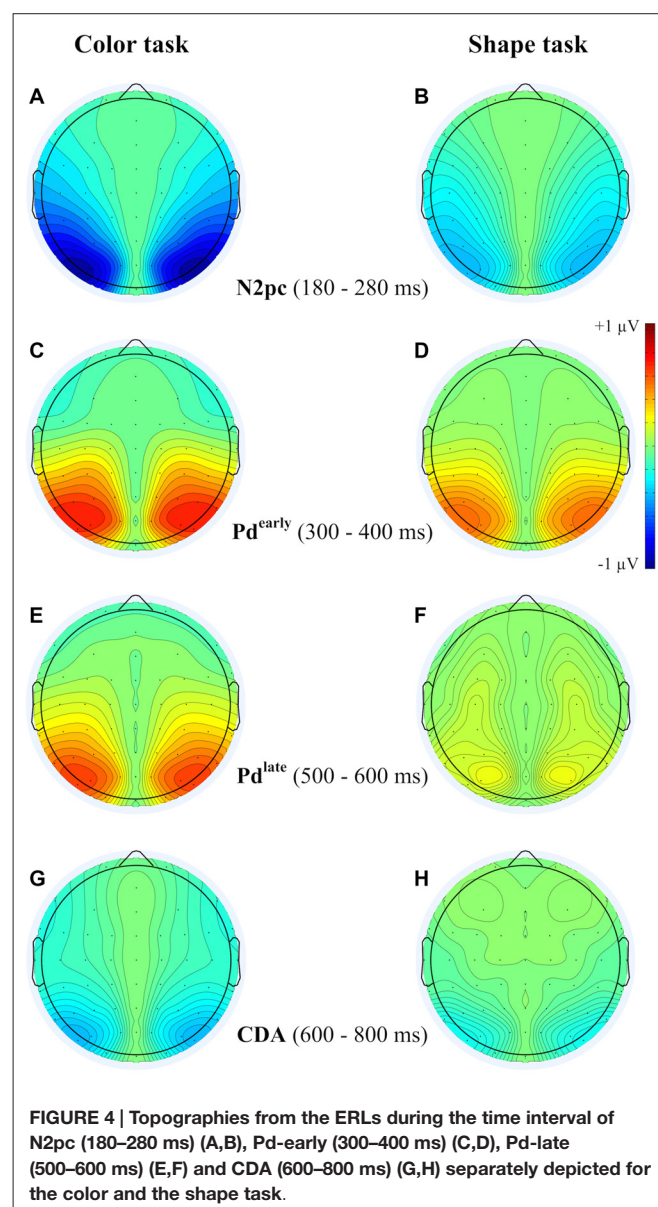 Color task
Shape task
A
B
N2pc (180 - 280 ms)
+1 µV
C
D
Pd^early (300 - 400 ms)
-1 µV
E
F
Pd^late (500 - 600 ms)
G
H
CDA (600 - 800 ms)
FIGURE 4 | Topographies from the ERLs during the time interval of
N2pc (180–280 ms) (A,B), Pd-early (300–400 ms) (C,D), Pd-late
(500–600 ms) (E,F) and CDA (600–800 ms) (G,H) separately depicted for
the color and the shape task.